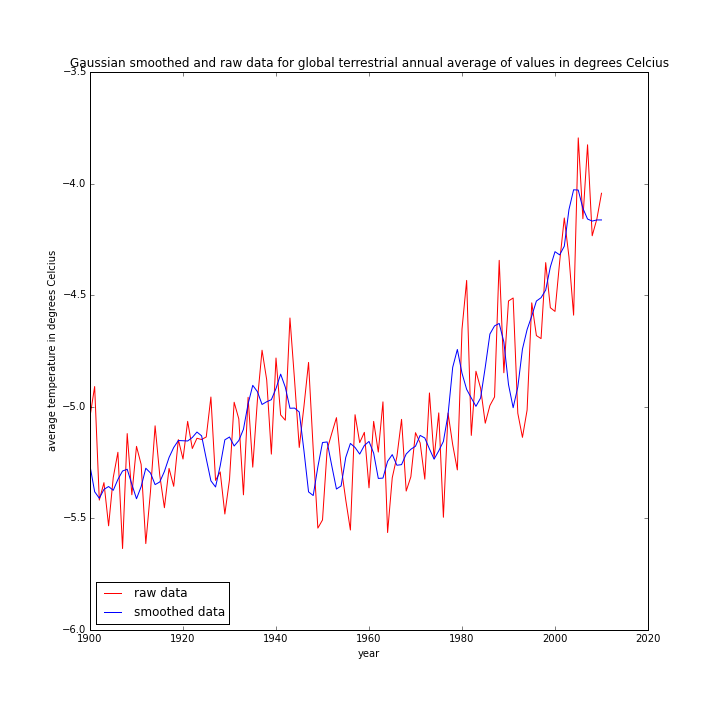 Gaussian smoothed and raw data for global terrestrial annual average of values in degrees Celcius
−3.5
−4.0
−4.5
−5.0
−5.5
−6.0
average temperature in degrees Celcius
raw data
smoothed data
1900 1920 1940 1960 1980 2000 2020
year